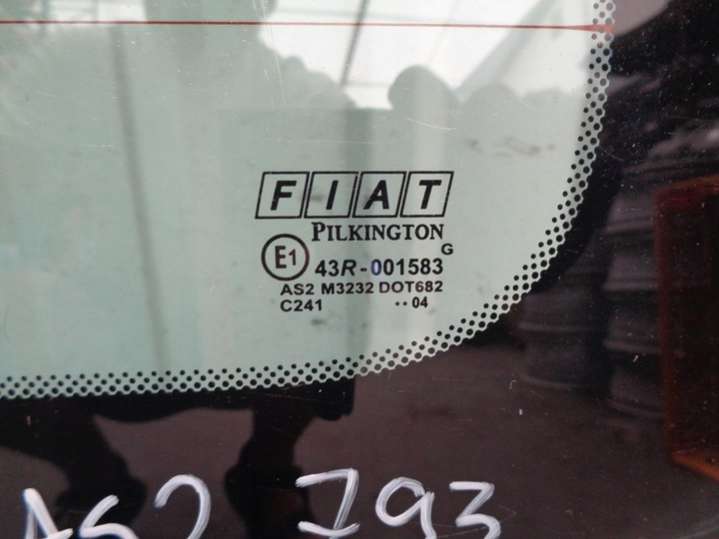 FIAT
PILKINGTON
E1 43R-001583 G
AS2 M3232 DOT682
C241 ··04
AS2 793